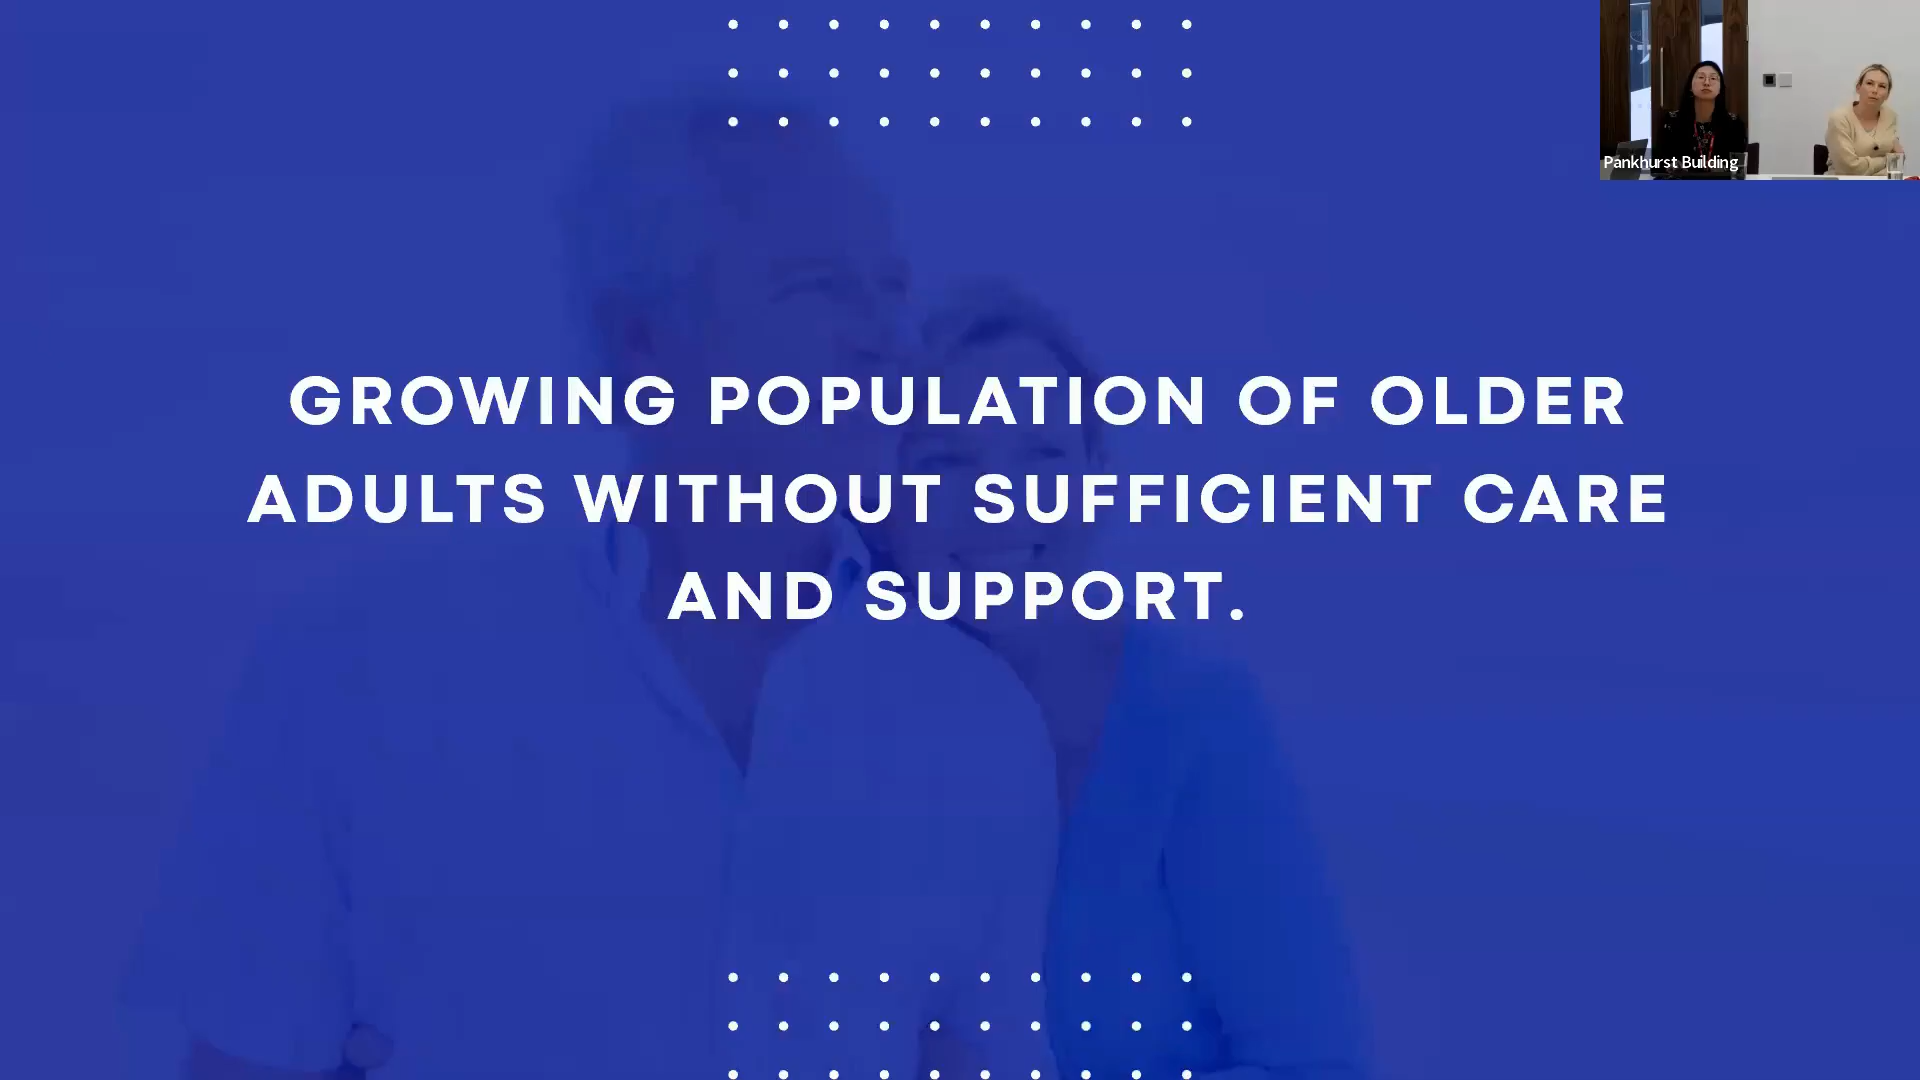 Pankhurst Building
GROWING POPULATION OF OLDER
ADULTS WITHOUT SUFFICIENT CARE
AND SUPPORT.